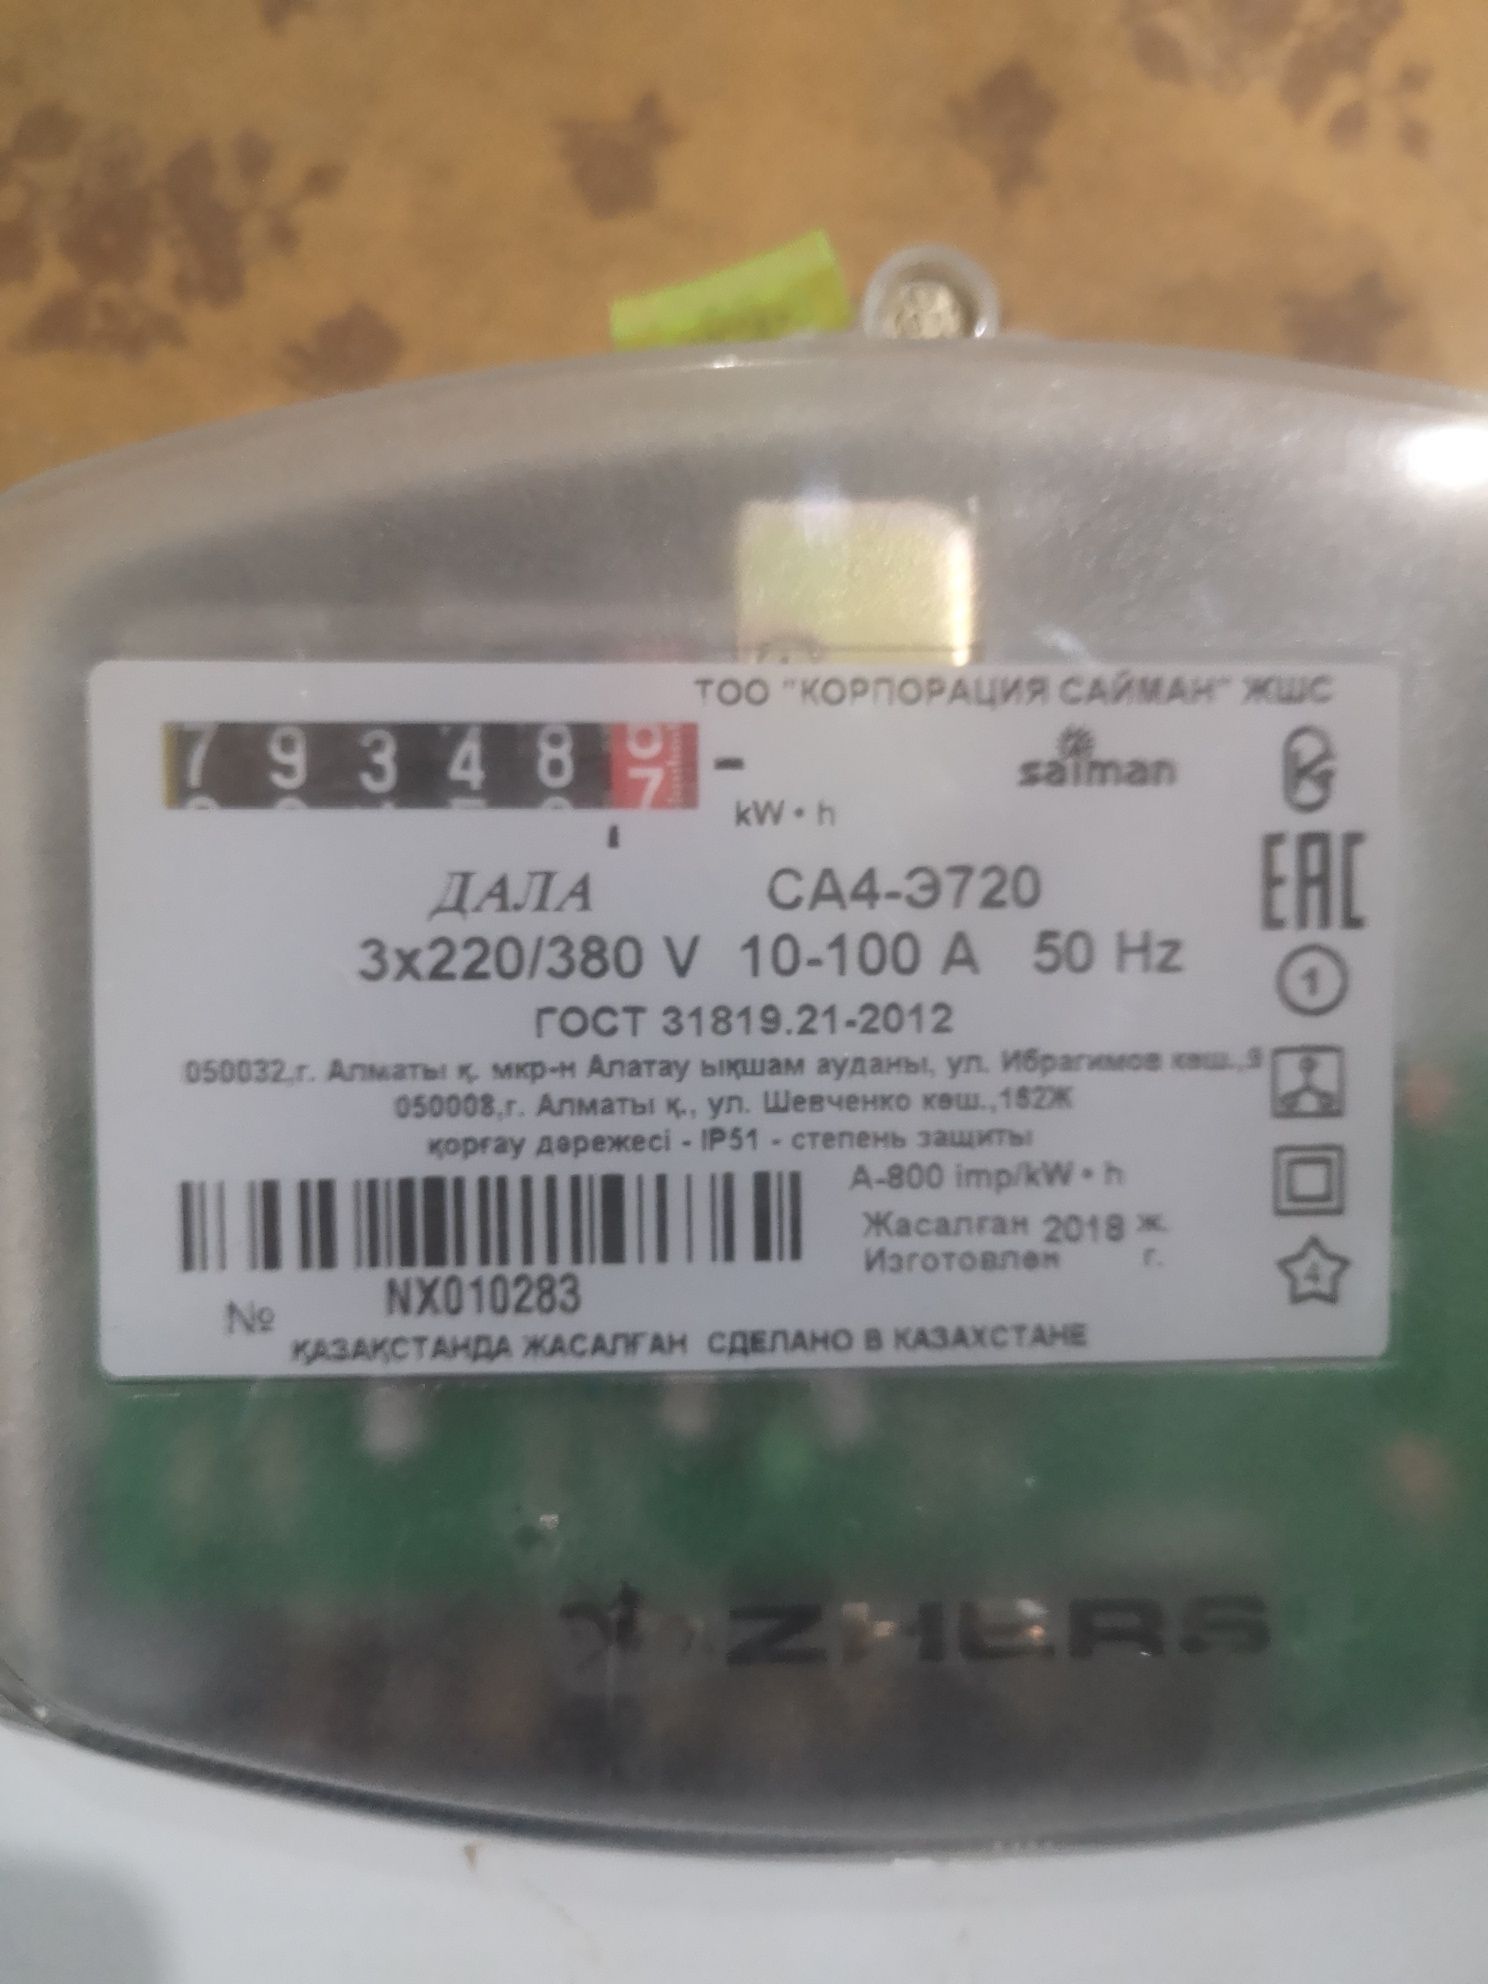 ТОО "КОРПОРАЦИЯ САЙМАН" ЖШС
7 9 3 4 8 6
7
saiman
kW • h
EAC
ДАЛА CA4-Э720
3x220/380 V 10-100 A 50 Hz
1
ГОСТ 31819.21-2012
050032,г. Алматы қ. мкр-н Алатау ықшам ауданы, ул. Ибрагимов көш.,9
050008,г. Алматы қ., ул. Шевченко көш.,162Ж
қорғау дәрежесі - IP51 - степень защиты
A-800 imp/kW • h
Жасалған 2018 ж.
Изготовлен г.
4
NX010283
№
ҚАЗАҚСТАНДА ЖАСАЛҒАН СДЕЛАНО В КАЗАХСТАНЕ